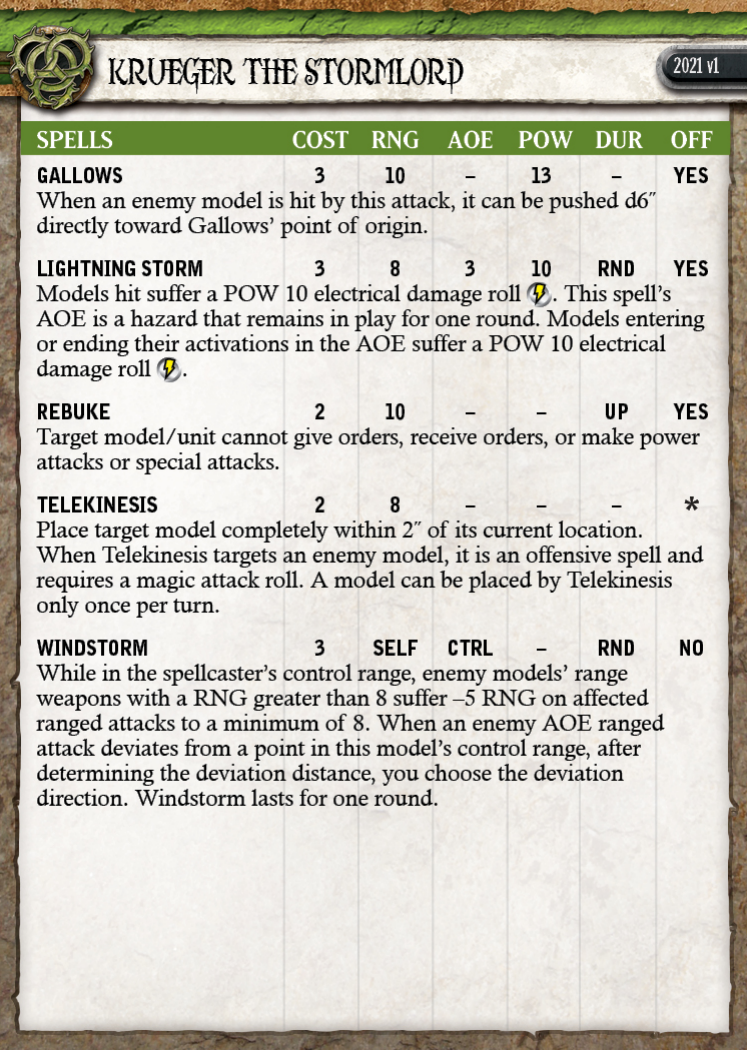 KRUEGER THE STORMLORD
2021 v1
SPELLS COST RNG AOE POW DUR OFF
GALLOWS 3 10 – 13 – YES
When an enemy model is hit by this attack, it can be pushed d6″
directly toward Gallows' point of origin.
LIGHTNING STORM 3 8 3 10 RND YES
Models hit suffer a POW 10 electrical damage roll . This spell's
AOE is a hazard that remains in play for one round. Models entering
or ending their activations in the AOE suffer a POW 10 electrical
damage roll .
REBUKE 2 10 – – UP YES
Target model/unit cannot give orders, receive orders, or make power
attacks or special attacks.
TELEKINESIS 2 8 – – – *
Place target model completely within 2″ of its current location.
When Telekinesis targets an enemy model, it is an offensive spell and
requires a magic attack roll. A model can be placed by Telekinesis
only once per turn.
WINDSTORM 3 SELF CTRL – RND NO
While in the spellcaster's control range, enemy models' range
weapons with a RNG greater than 8 suffer –5 RNG on affected
ranged attacks to a minimum of 8. When an enemy AOE ranged
attack deviates from a point in this model's control range, after
determining the deviation distance, you choose the deviation
direction. Windstorm lasts for one round.